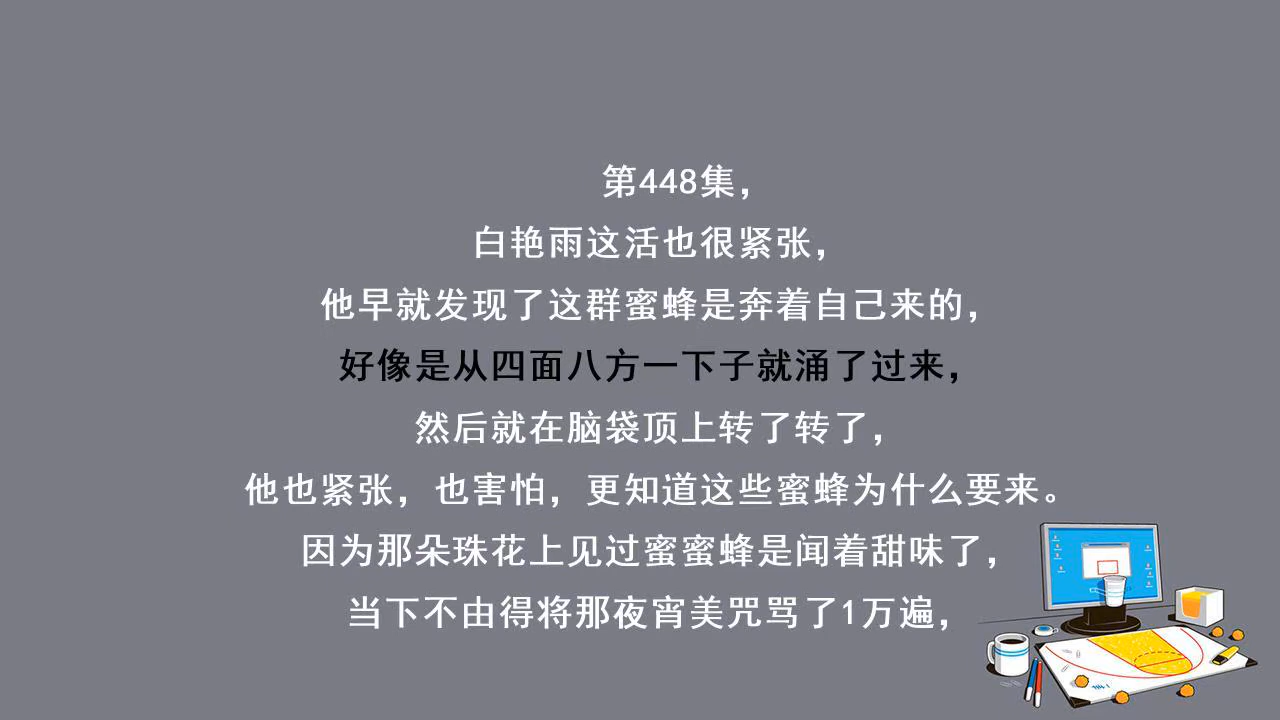 第448集，
白艳雨这活也很紧张，
他早就发现了这群蜜蜂是奔着自己来的，
好像是从四面八方一下子就涌了过来，
然后就在脑袋顶上转了转了，
他也紧张，也害怕，更知道这些蜜蜂为什么要来。
因为那朵珠花上见过蜜蜜蜂是闻着甜味了，
当下不由得将那夜宵美咒骂了1万遍，